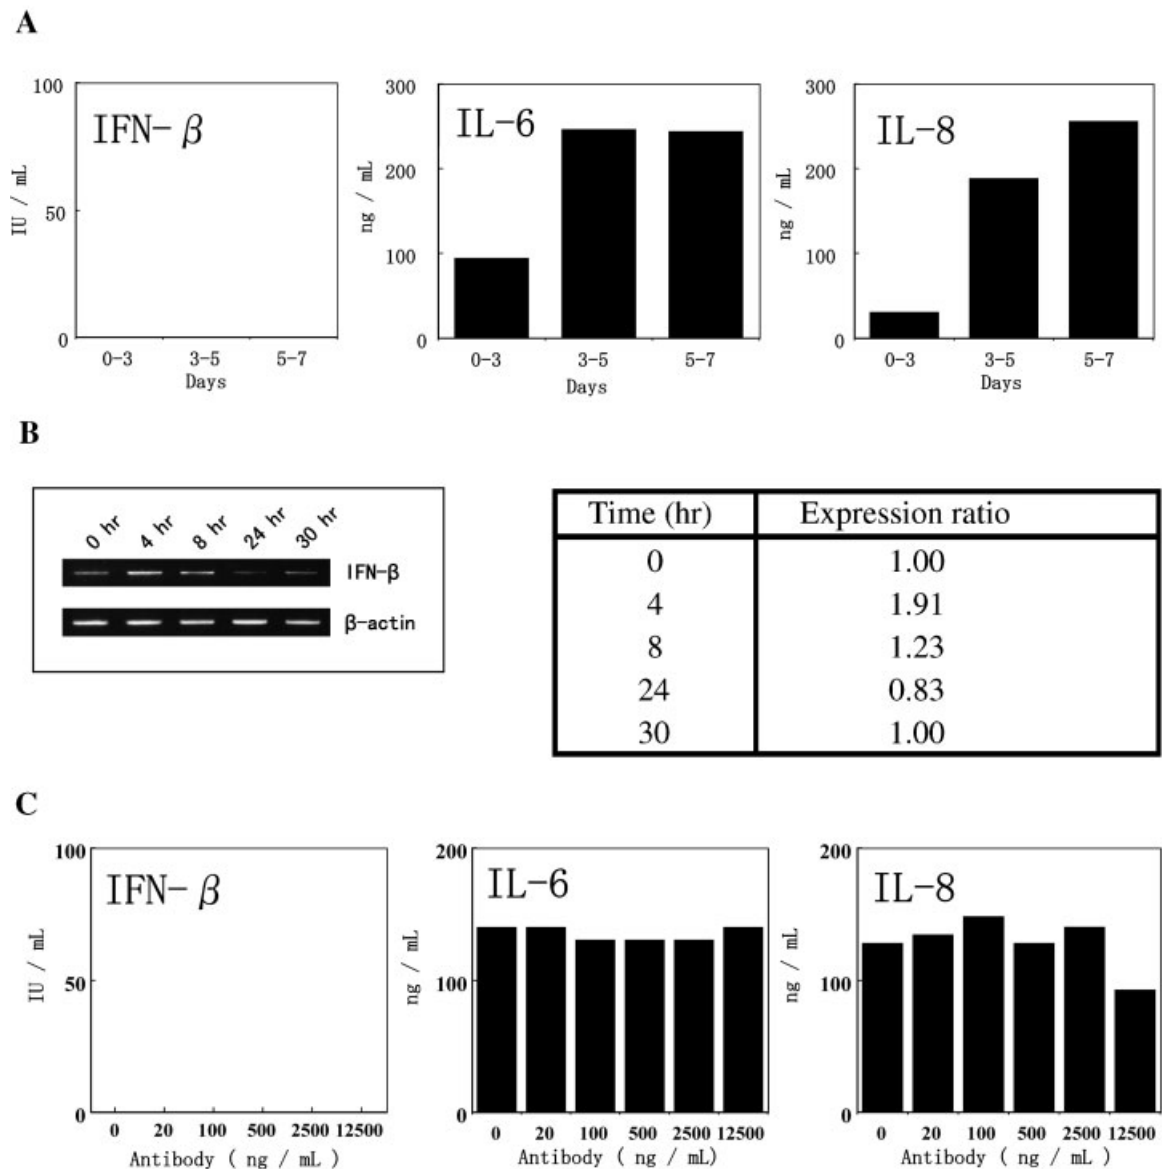 A
100
50
0
IU / mL
IFN-β
0-3 3-5 5-7
Days
300
200
100
0
ng / mL
IL-6
0-3 3-5 5-7
Days
300
200
100
0
ng / mL
IL-8
0-3 3-5 5-7
Days
B
0 hr 4 hr 8 hr 24 hr 30 hr
IFN-β
β-actin
Time (hr) Expression ratio
0 1.00
4 1.91
8 1.23
24 0.83
30 1.00
C
100
50
0
IU / mL
IFN-β
0 20 100 500 2500 12500
Antibody ( ng / mL )
200
100
0
ng / mL
IL-6
0 20 100 500 2500 12500
Antibody ( ng / mL)
200
100
0
ng / mL
IL-8
0 20 100 500 2500 12500
Antibody ( ng / mL )